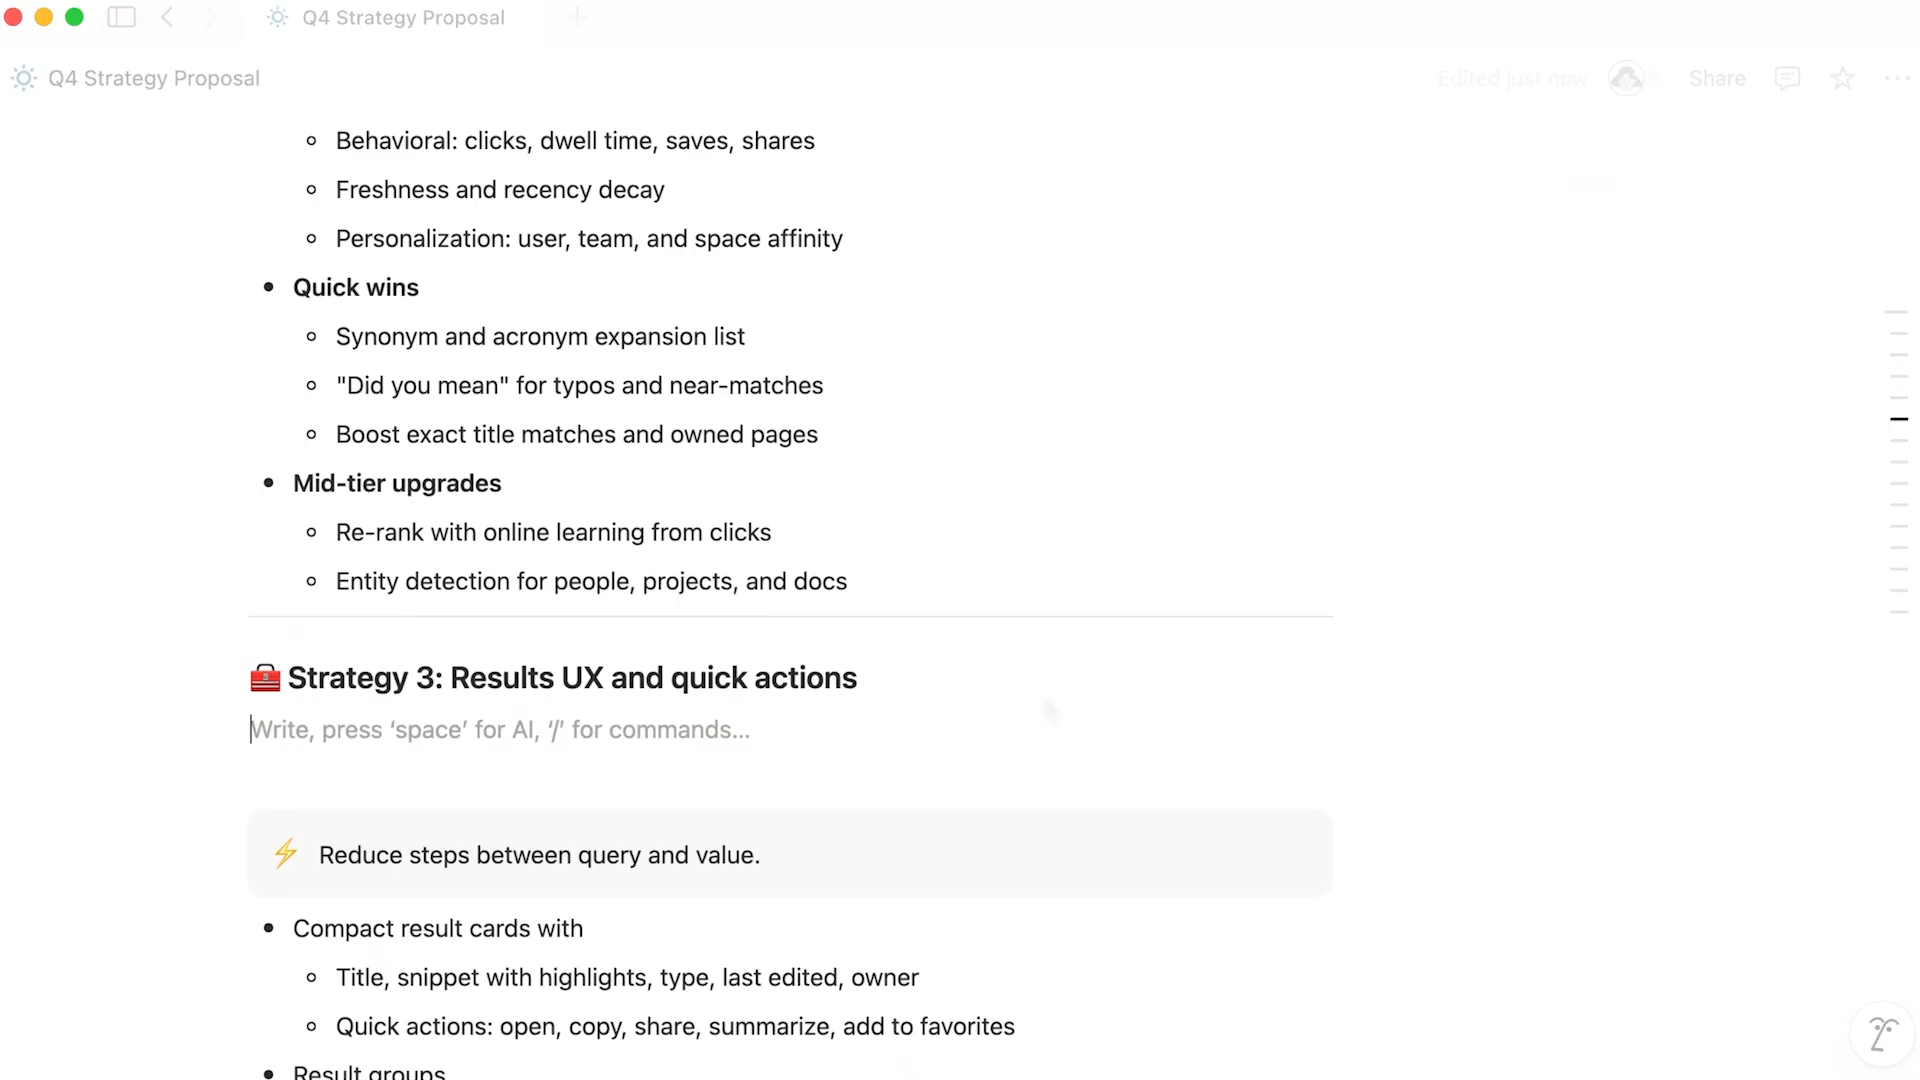 Q4 Strategy Proposal
Q4 Strategy Proposal
Edited just now
Share
Behavioral: clicks, dwell time, saves, shares
Freshness and recency decay
Personalization: user, team, and space affinity
Quick wins
Synonym and acronym expansion list
"Did you mean" for typos and near-matches
Boost exact title matches and owned pages
Mid-tier upgrades
Re-rank with online learning from clicks
Entity detection for people, projects, and docs
Strategy 3: Results UX and quick actions
Write, press ‘space’ for AI, ‘/’ for commands...
Reduce steps between query and value.
Compact result cards with
Title, snippet with highlights, type, last edited, owner
Quick actions: open, copy, share, summarize, add to favorites
Result groups